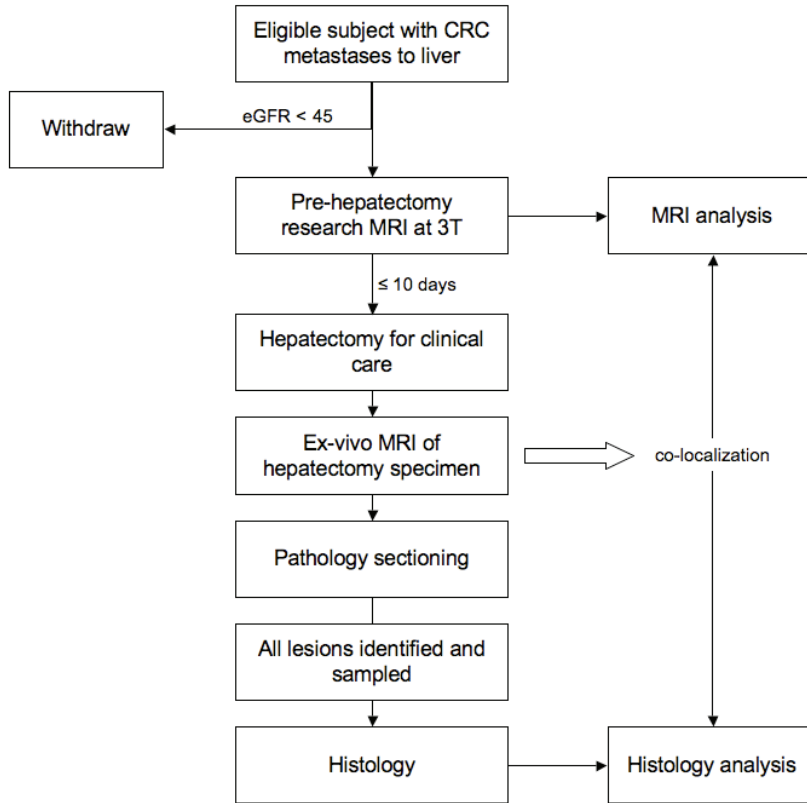 Eligible subject with CRC
metastases to liver
Withdraw
eGFR < 45
Pre-hepatectomy
research MRI at 3T
MRI analysis
≤ 10 days
Hepatectomy for clinical
care
Ex-vivo MRI of
hepatectomy specimen
co-localization
Pathology sectioning
All lesions identified and
sampled
Histology
Histology analysis